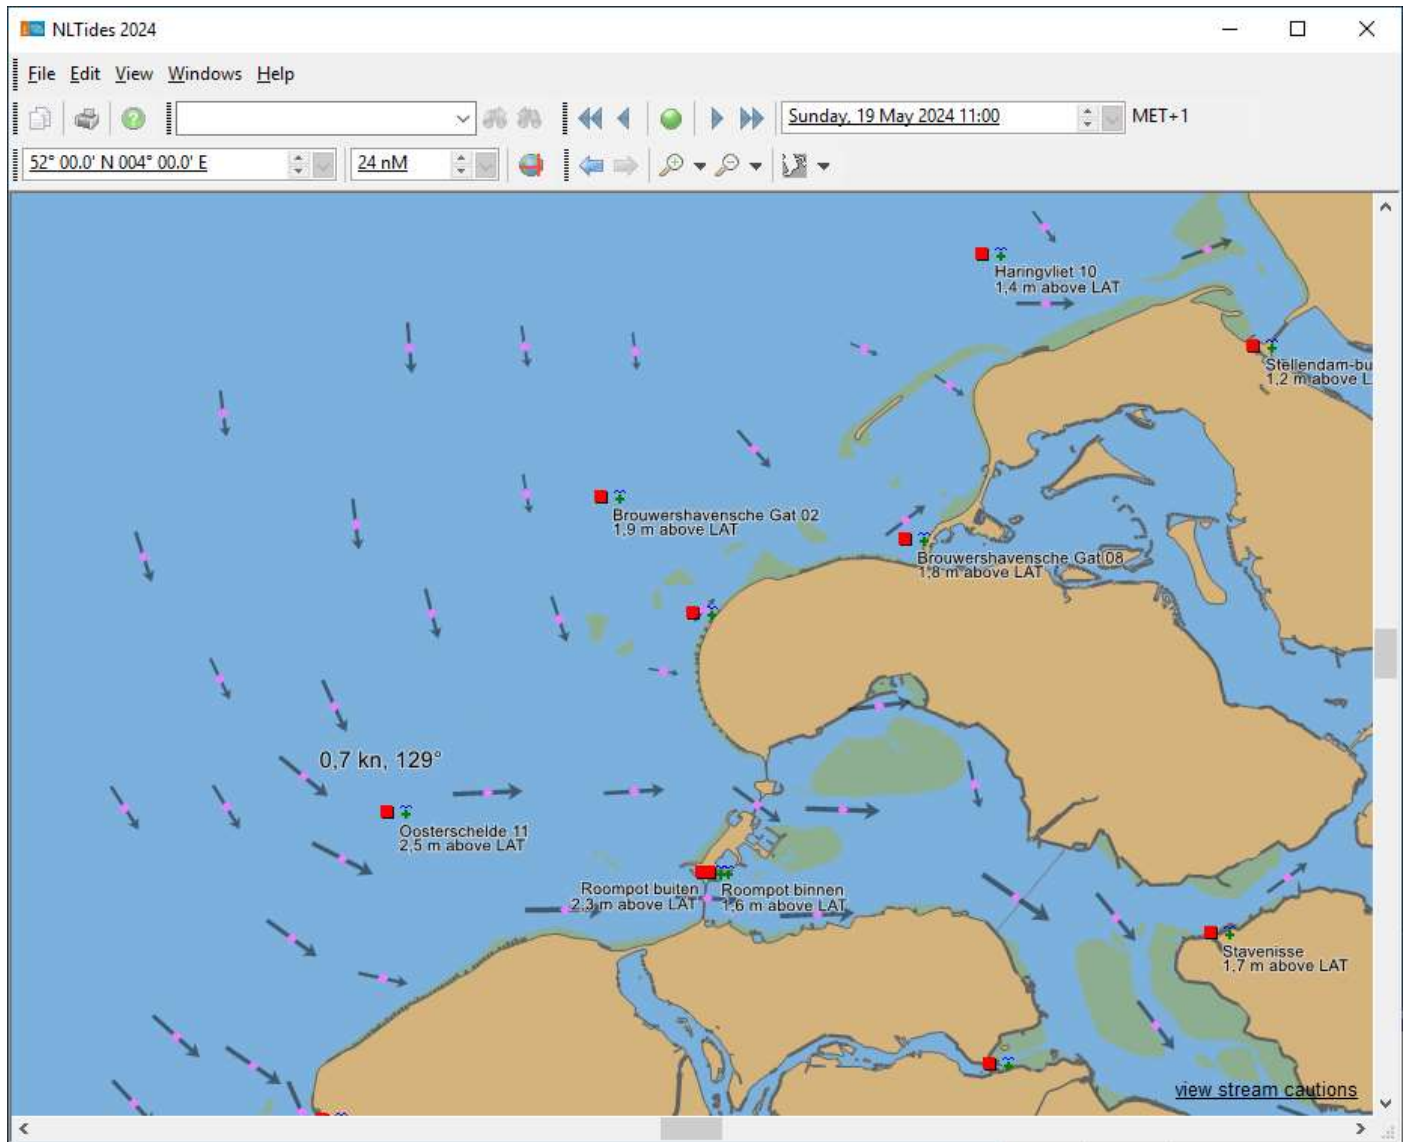 NLTides 2024
File Edit View Windows Help
Sunday, 19 May 2024 11:00 MET+1
52° 00.0' N 004° 00.0' E 24 nM
Haringvliet 10
1,4 m above LAT
Stellendam-bu
1,2 m above L
Brouwershavensche Gat 02
1,9 m above LAT
Brouwershavensche Gat 08
1,8 m above LAT
0,7 kn, 129°
Oosterschelde 11
2,5 m above LAT
Roompot buiten
2,3 m above LAT
Roompot binnen
1,6 m above LAT
Stavenisse
1,7 m above LAT
view stream cautions